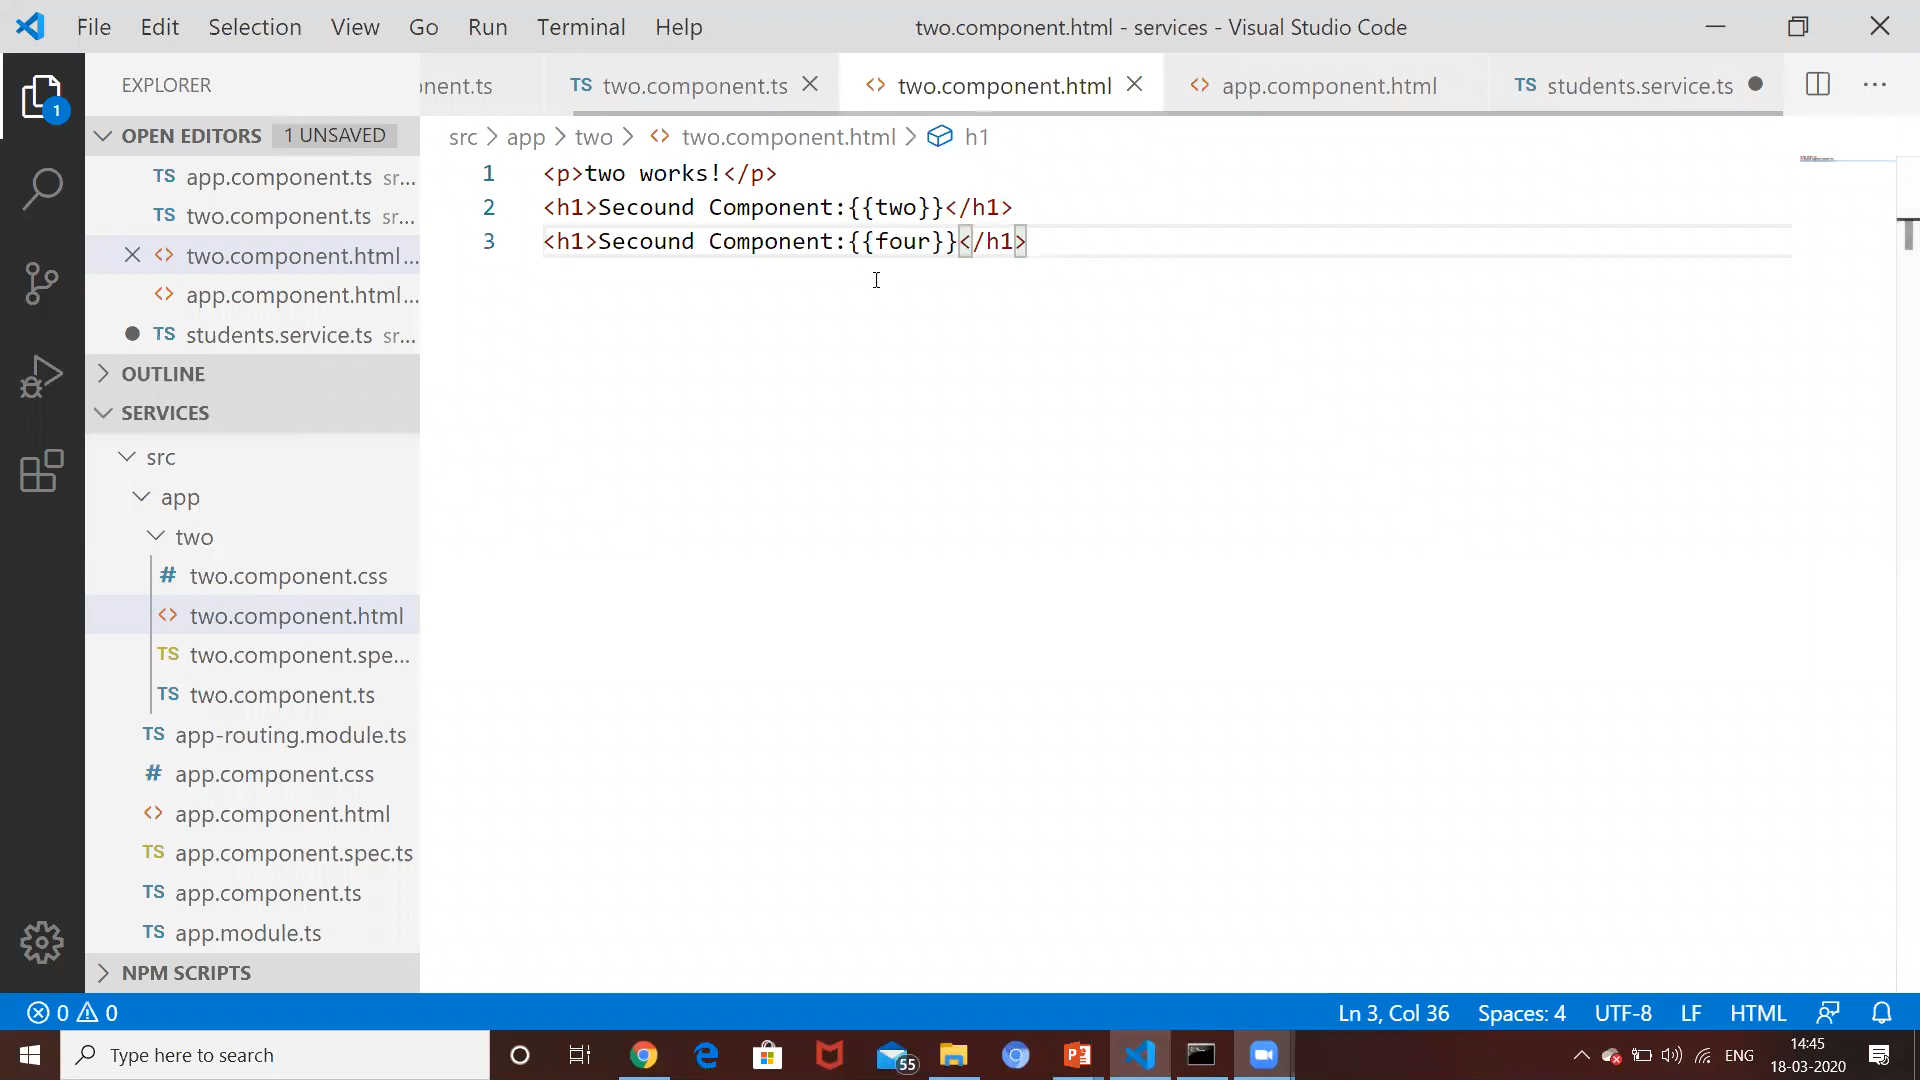 File Edit Selection View Go Run Terminal Help
two.component.html - services - Visual Studio Code
EXPLORER
nent.ts
TS two.component.ts
<> two.component.html
<> app.component.html
TS students.service.ts
1
OPEN EDITORS 1 UNSAVED
TS app.component.ts sr...
TS two.component.ts sr...
<> two.component.html...
<> app.component.html...
TS students.service.ts sr...
OUTLINE
SERVICES
src
app
two
# two.component.css
<> two.component.html
TS two.component.spe...
TS two.component.ts
TS app-routing.module.ts
# app.component.css
<> app.component.html
TS app.component.spec.ts
TS app.component.ts
TS app.module.ts
NPM SCRIPTS
src > app > two > <> two.component.html > h1
1 <p>two works!</p>
2 <h1>Secound Component:{{two}}</h1>
3 <h1>Secound Component:{{four}}</h1>
0 0
Ln 3, Col 36 Spaces: 4 UTF-8 LF HTML
Type here to search
55
ENG
14:45
18-03-2020